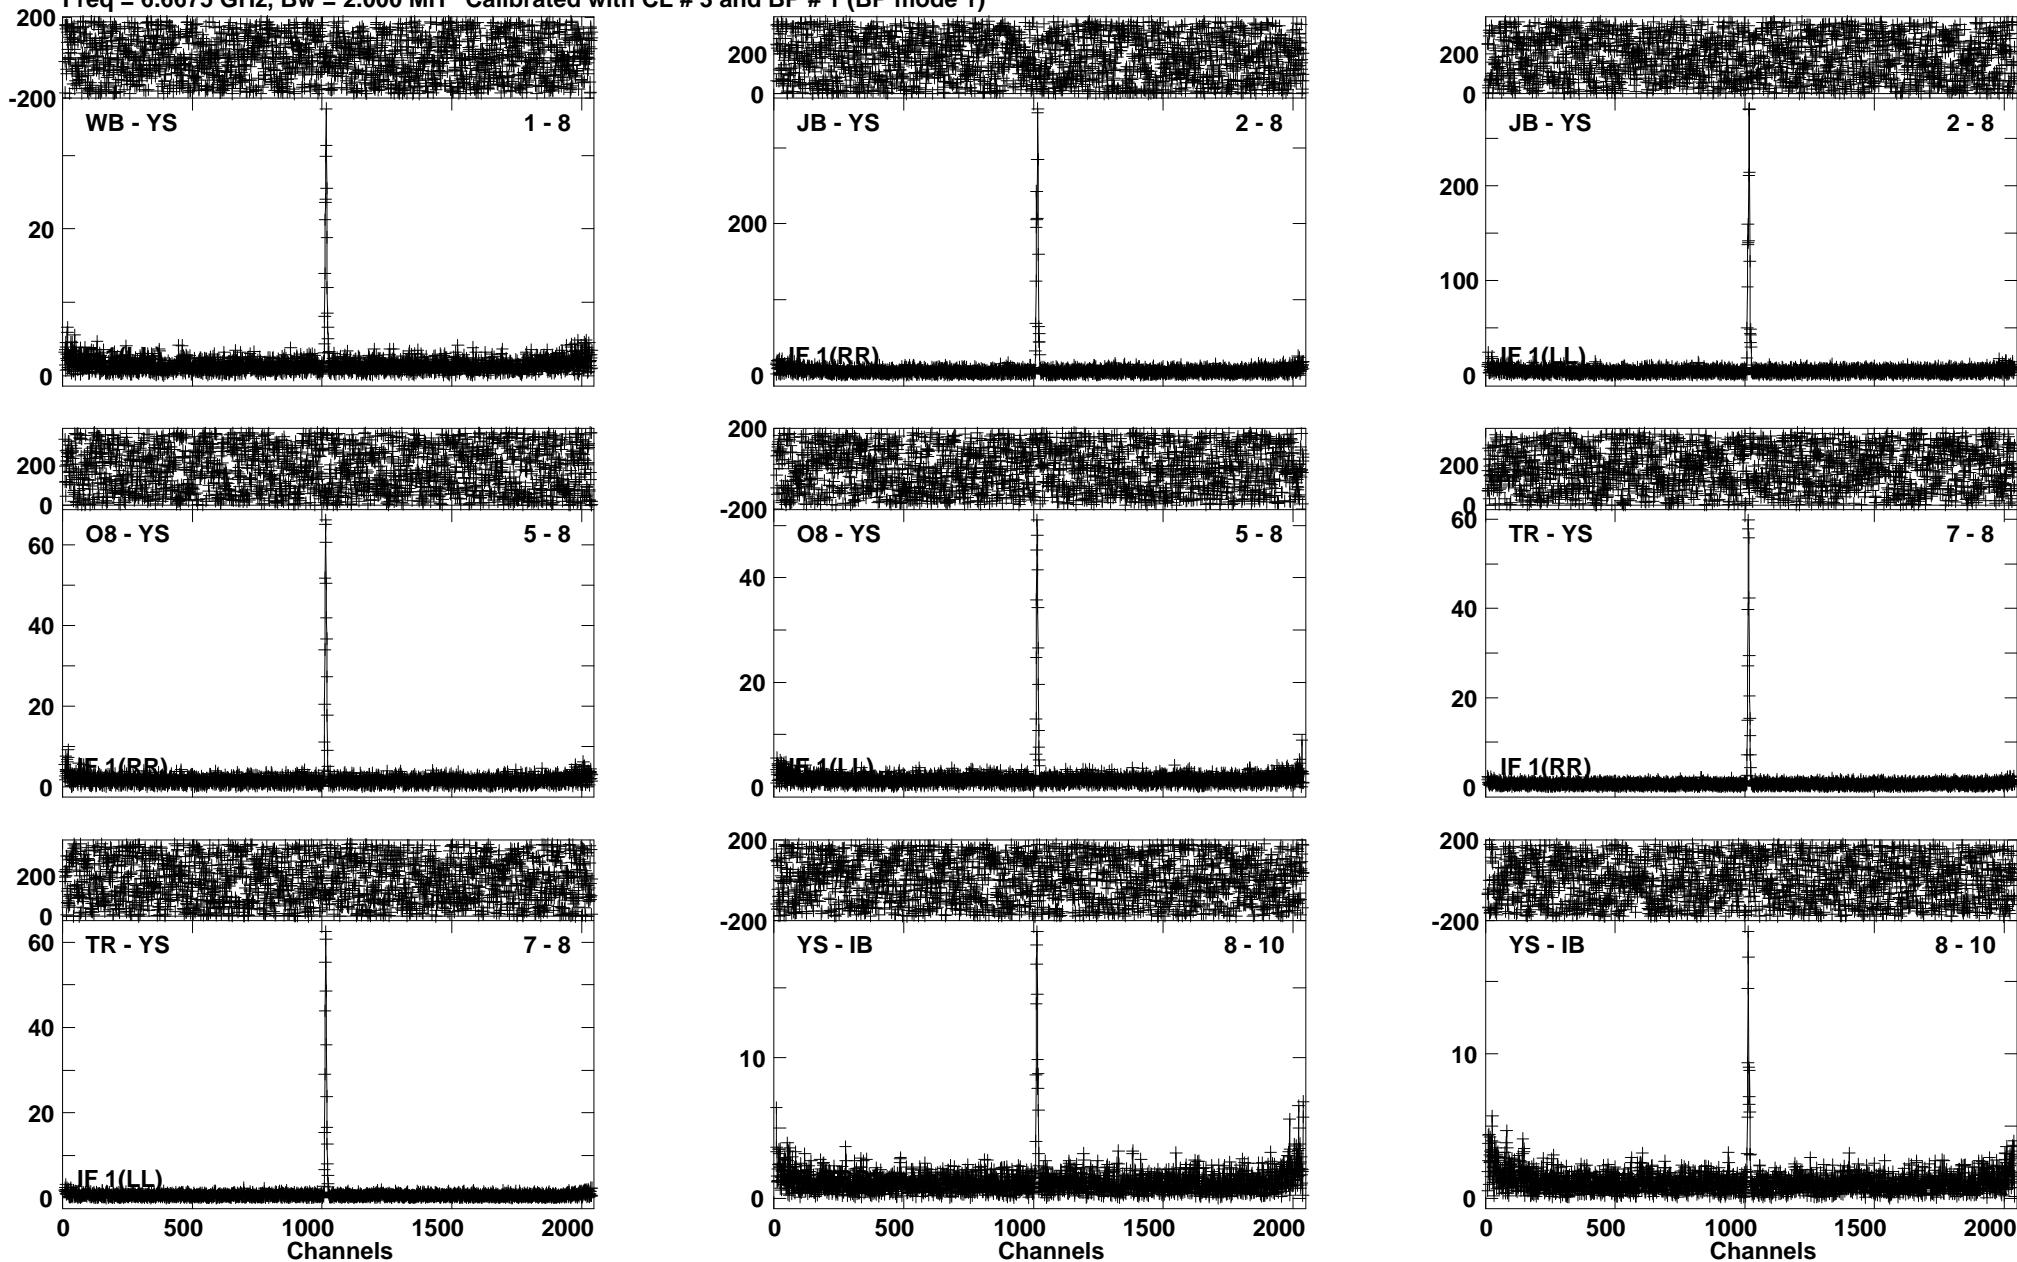 Freq = 6.6675 GHz, Bw = 2.000 MH Calibrated with CL # 3 and BP # 1 (BP mode 1)
200
-200
WB - YS 1 - 8
20
0
200
0
JB - YS 2 - 8
200
0
IF 1(RR)
200
0
JB - YS 2 - 8
200
100
0
IF 1(LL)
200
0
O8 - YS 5 - 8
60
40
20
0
IF 1(RR)
200
-200
O8 - YS 5 - 8
40
20
0
IF 1(LL)
200
0
TR - YS 7 - 8
60
40
20
0
IF 1(RR)
200
0
TR - YS 7 - 8
60
40
20
0
IF 1(LL)
0 500 1000 1500 2000
Channels
200
-200
YS - IB 8 - 10
10
0
0 500 1000 1500 2000
Channels
200
-200
YS - IB 8 - 10
10
0
0 500 1000 1500 2000
Channels